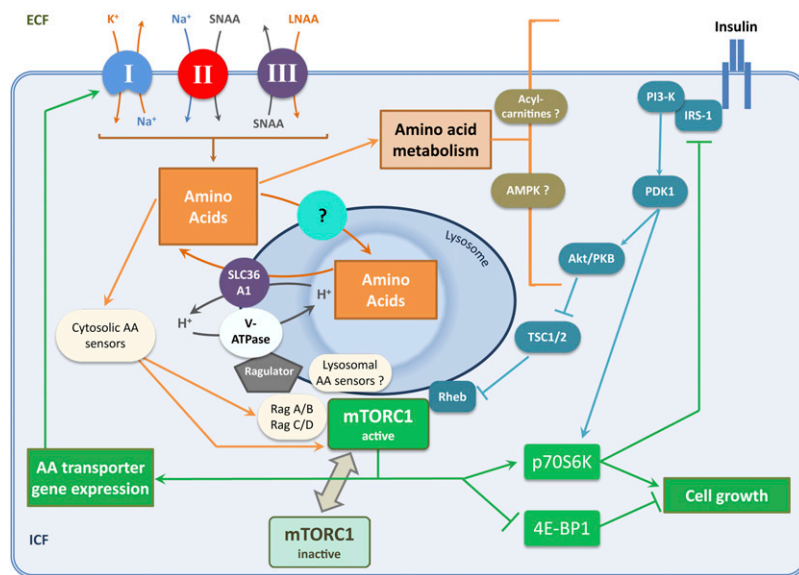 ECF
K⁺
Na⁺
SNAA
LNAA
Insulin
I
II
III
Na⁺
SNAA
Acyl-
carnitines ?
PI3-K
IRS-1
Amino acid
metabolism
Amino
Acids
?
AMPK ?
PDK1
Lysosome
SLC36
A1
H⁺
Amino
Acids
Akt/PKB
H⁺
Cytosolic AA
sensors
V-
ATPase
TSC1/2
Ragulator
Lysosomal
AA sensors ?
Rheb
Rag A/B
Rag C/D
mTORC1
active
AA transporter
gene expression
p70S6K
Cell growth
4E-BP1
mTORC1
inactive
ICF